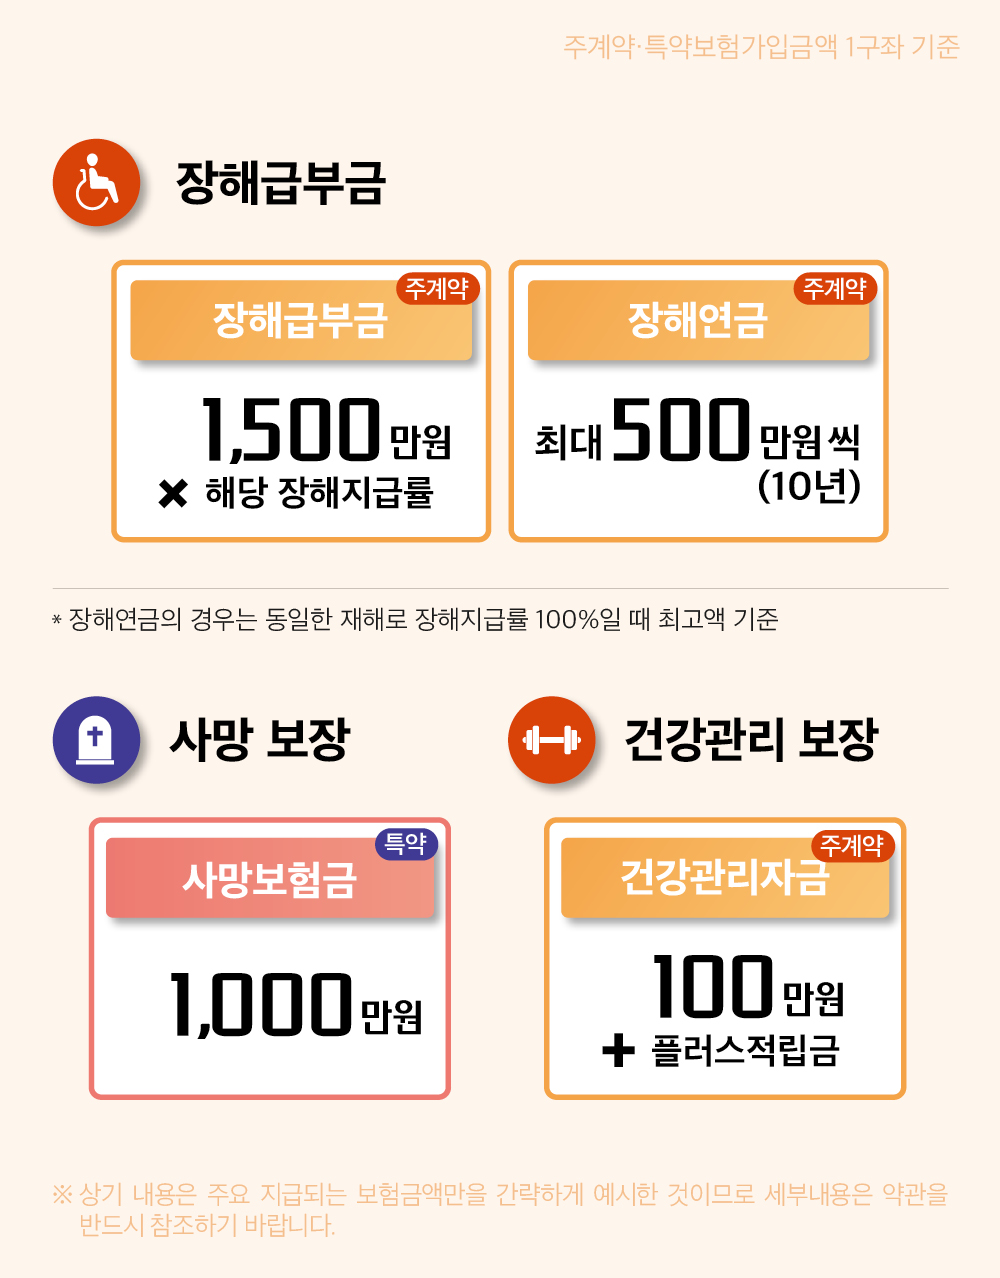 주계약·특약보험가입금액 1구좌 기준
장해급부금
주계약
장해급부금
1,500만원
× 해당 장해지급률
주계약
장해연금
최대 500만원 씩
(10년)
* 장해연금의 경우는 동일한 재해로 장해지급률 100%일 때 최고액 기준
사망 보장
특약
사망보험금
1,000만원
건강관리 보장
주계약
건강관리자금
100만원
+ 플러스적립금
※ 상기 내용은 주요 지급되는 보험금액만을 간략하게 예시한 것이므로 세부내용은 약관을
반드시 참조하기 바랍니다.